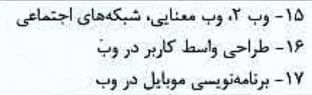 ۱۵- وب ۲، وب معنایی، شبکه‌های اجتماعی
۱۶- طراحی واسط کاربر در وب
۱۷- برنامه‌نویسی موبایل در وب